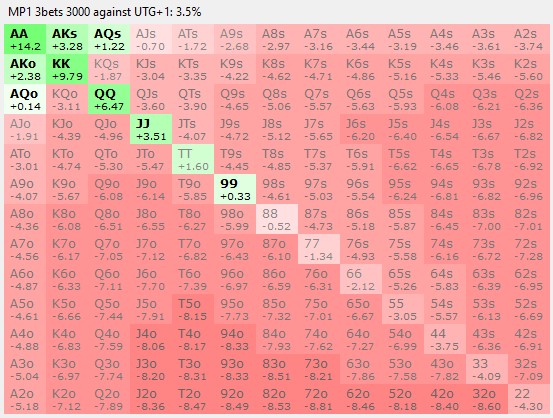 MP1 3bets 3000 against UTG+1: 3.5%
AA AKs AQs AJs ATs A9s A8s A7s A6s A5s A4s A3s A2s
+14.2 +3.28 +1.22 -0.70 -1.72 -2.68 -2.97 -3.16 -3.44 -3.19 -3.46 -3.61 -3.74
AKo KK KQs KJs KTs K9s K8s K7s K6s K5s K4s K3s K2s
+2.38 +9.79 -1.87 -3.04 -3.35 -4.22 -4.62 -4.71 -4.86 -5.16 -5.33 -5.46 -5.60
AQo KQo QQ QJs QTs Q9s Q8s Q7s Q6s Q5s Q4s Q3s Q2s
+0.14 -3.11 +6.47 -3.60 -3.90 -4.65 -5.06 -5.57 -5.63 -5.93 -6.08 -6.21 -6.36
AJo KJo QJo JJ JTs J9s J8s J7s J6s J5s J4s J3s J2s
-1.91 -4.39 -4.96 +3.51 -4.07 -4.72 -5.12 -5.65 -6.20 -6.40 -6.54 -6.67 -6.82
ATo KTo QTo JTo TT T9s T8s T7s T6s T5s T4s T3s T2s
-3.01 -4.74 -5.30 -5.47 +1.60 -4.45 -4.85 -5.37 -5.91 -6.62 -6.65 -6.78 -6.92
A9o K9o Q9o J9o T9o 99 98s 97s 96s 95s 94s 93s 92s
-4.07 -5.67 -6.08 -6.14 -5.85 +0.33 -4.61 -5.03 -5.54 -6.24 -6.81 -6.82 -6.96
A8o K8o Q8o J8o T8o 98o 88 87s 86s 85s 84s 83s 82s
-4.36 -6.08 -6.51 -6.55 -6.27 -5.99 -0.52 -4.73 -5.18 -5.87 -6.45 -7.00 -7.01
A7o K7o Q7o J7o T7o 97o 87o 77 76s 75s 74s 73s 72s
-4.56 -6.17 -7.05 -7.12 -6.82 -6.43 -6.10 -1.34 -4.93 -5.58 -6.16 -6.72 -7.28
A6o K6o Q6o J6o T6o 96o 86o 76o 66 65s 64s 63s 62s
-4.87 -6.33 -7.11 -7.70 -7.39 -6.97 -6.59 -6.31 -2.12 -5.26 -5.83 -6.39 -6.95
A5o K5o Q5o J5o T5o 95o 85o 75o 65o 55 54s 53s 52s
-4.61 -6.66 -7.44 -7.91 -8.15 -7.73 -7.32 -7.01 -6.67 -3.05 -5.57 -6.13 -6.69
A4o K4o Q4o J4o T4o 94o 84o 74o 64o 54o 44 43s 42s
-4.88 -6.83 -7.59 -8.06 -8.17 -8.33 -7.93 -7.62 -7.27 -6.99 -3.75 -6.36 -6.91
A3o K3o Q3o J3o T3o 93o 83o 73o 63o 53o 43o 33 32s
-5.04 -6.97 -7.74 -8.20 -8.31 -8.33 -8.51 -8.21 -7.86 -7.58 -7.82 -4.09 -7.09
A2o K2o Q2o J2o T2o 92o 82o 72o 62o 52o 42o 32o 22
-5.18 -7.12 -7.89 -8.36 -8.47 -8.49 -8.53 -8.81 -8.46 -8.18 -8.40 -8.60 -4.30